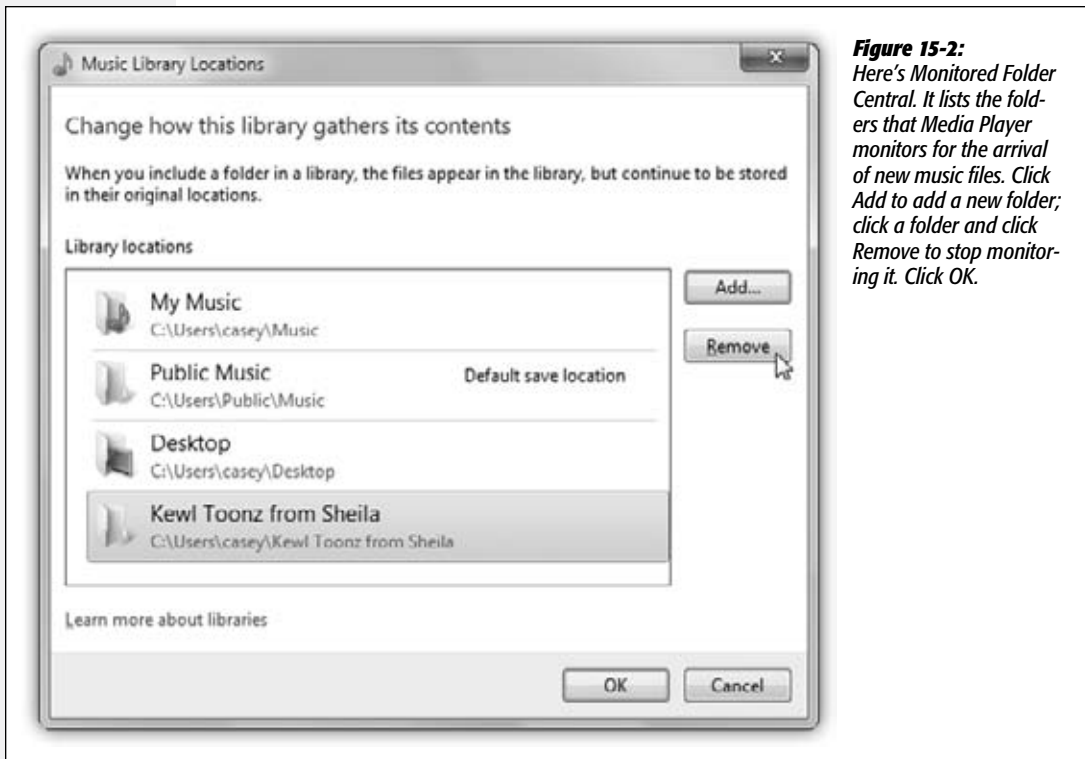 Music Library Locations
Change how this library gathers its contents
When you include a folder in a library, the files appear in the library, but continue to be stored
in their original locations.
Library locations
My Music
C:\Users\casey\Music
Public Music
Default save location
C:\Users\Public\Music
Desktop
C:\Users\casey\Desktop
Kewl Toonz from Sheila
C:\Users\casey\Kewl Toonz from Sheila
Add...
Remove
Learn more about libraries
OK
Cancel
Figure 15-2:
Here's Monitored Folder
Central. It lists the fold-
ers that Media Player
monitors for the arrival
of new music files. Click
Add to add a new folder;
click a folder and click
Remove to stop monitor-
ing it. Click OK.